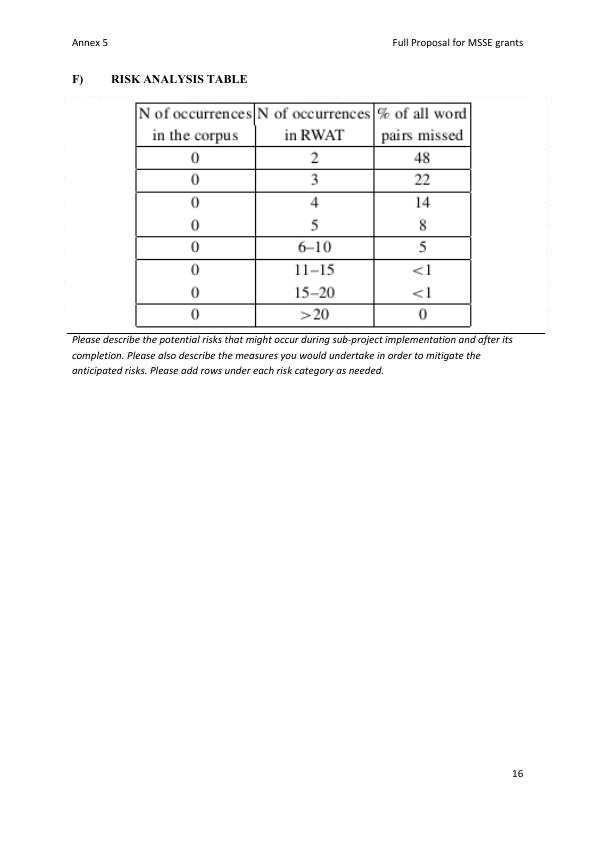 Annex 5 Full Proposal for MSSE grants
F) RISK ANALYSIS TABLE
N of occurrences N of occurrences % of all word
in the corpus in RWAT pairs missed
0 2 48
0 3 22
0 4 14
0 5 8
0 6–10 5
0 11–15 <1
0 15–20 <1
0 >20 0
Please describe the potential risks that might occur during sub-project implementation and after its
completion. Please also describe the measures you would undertake in order to mitigate the
anticipated risks. Please add rows under each risk category as needed.
16